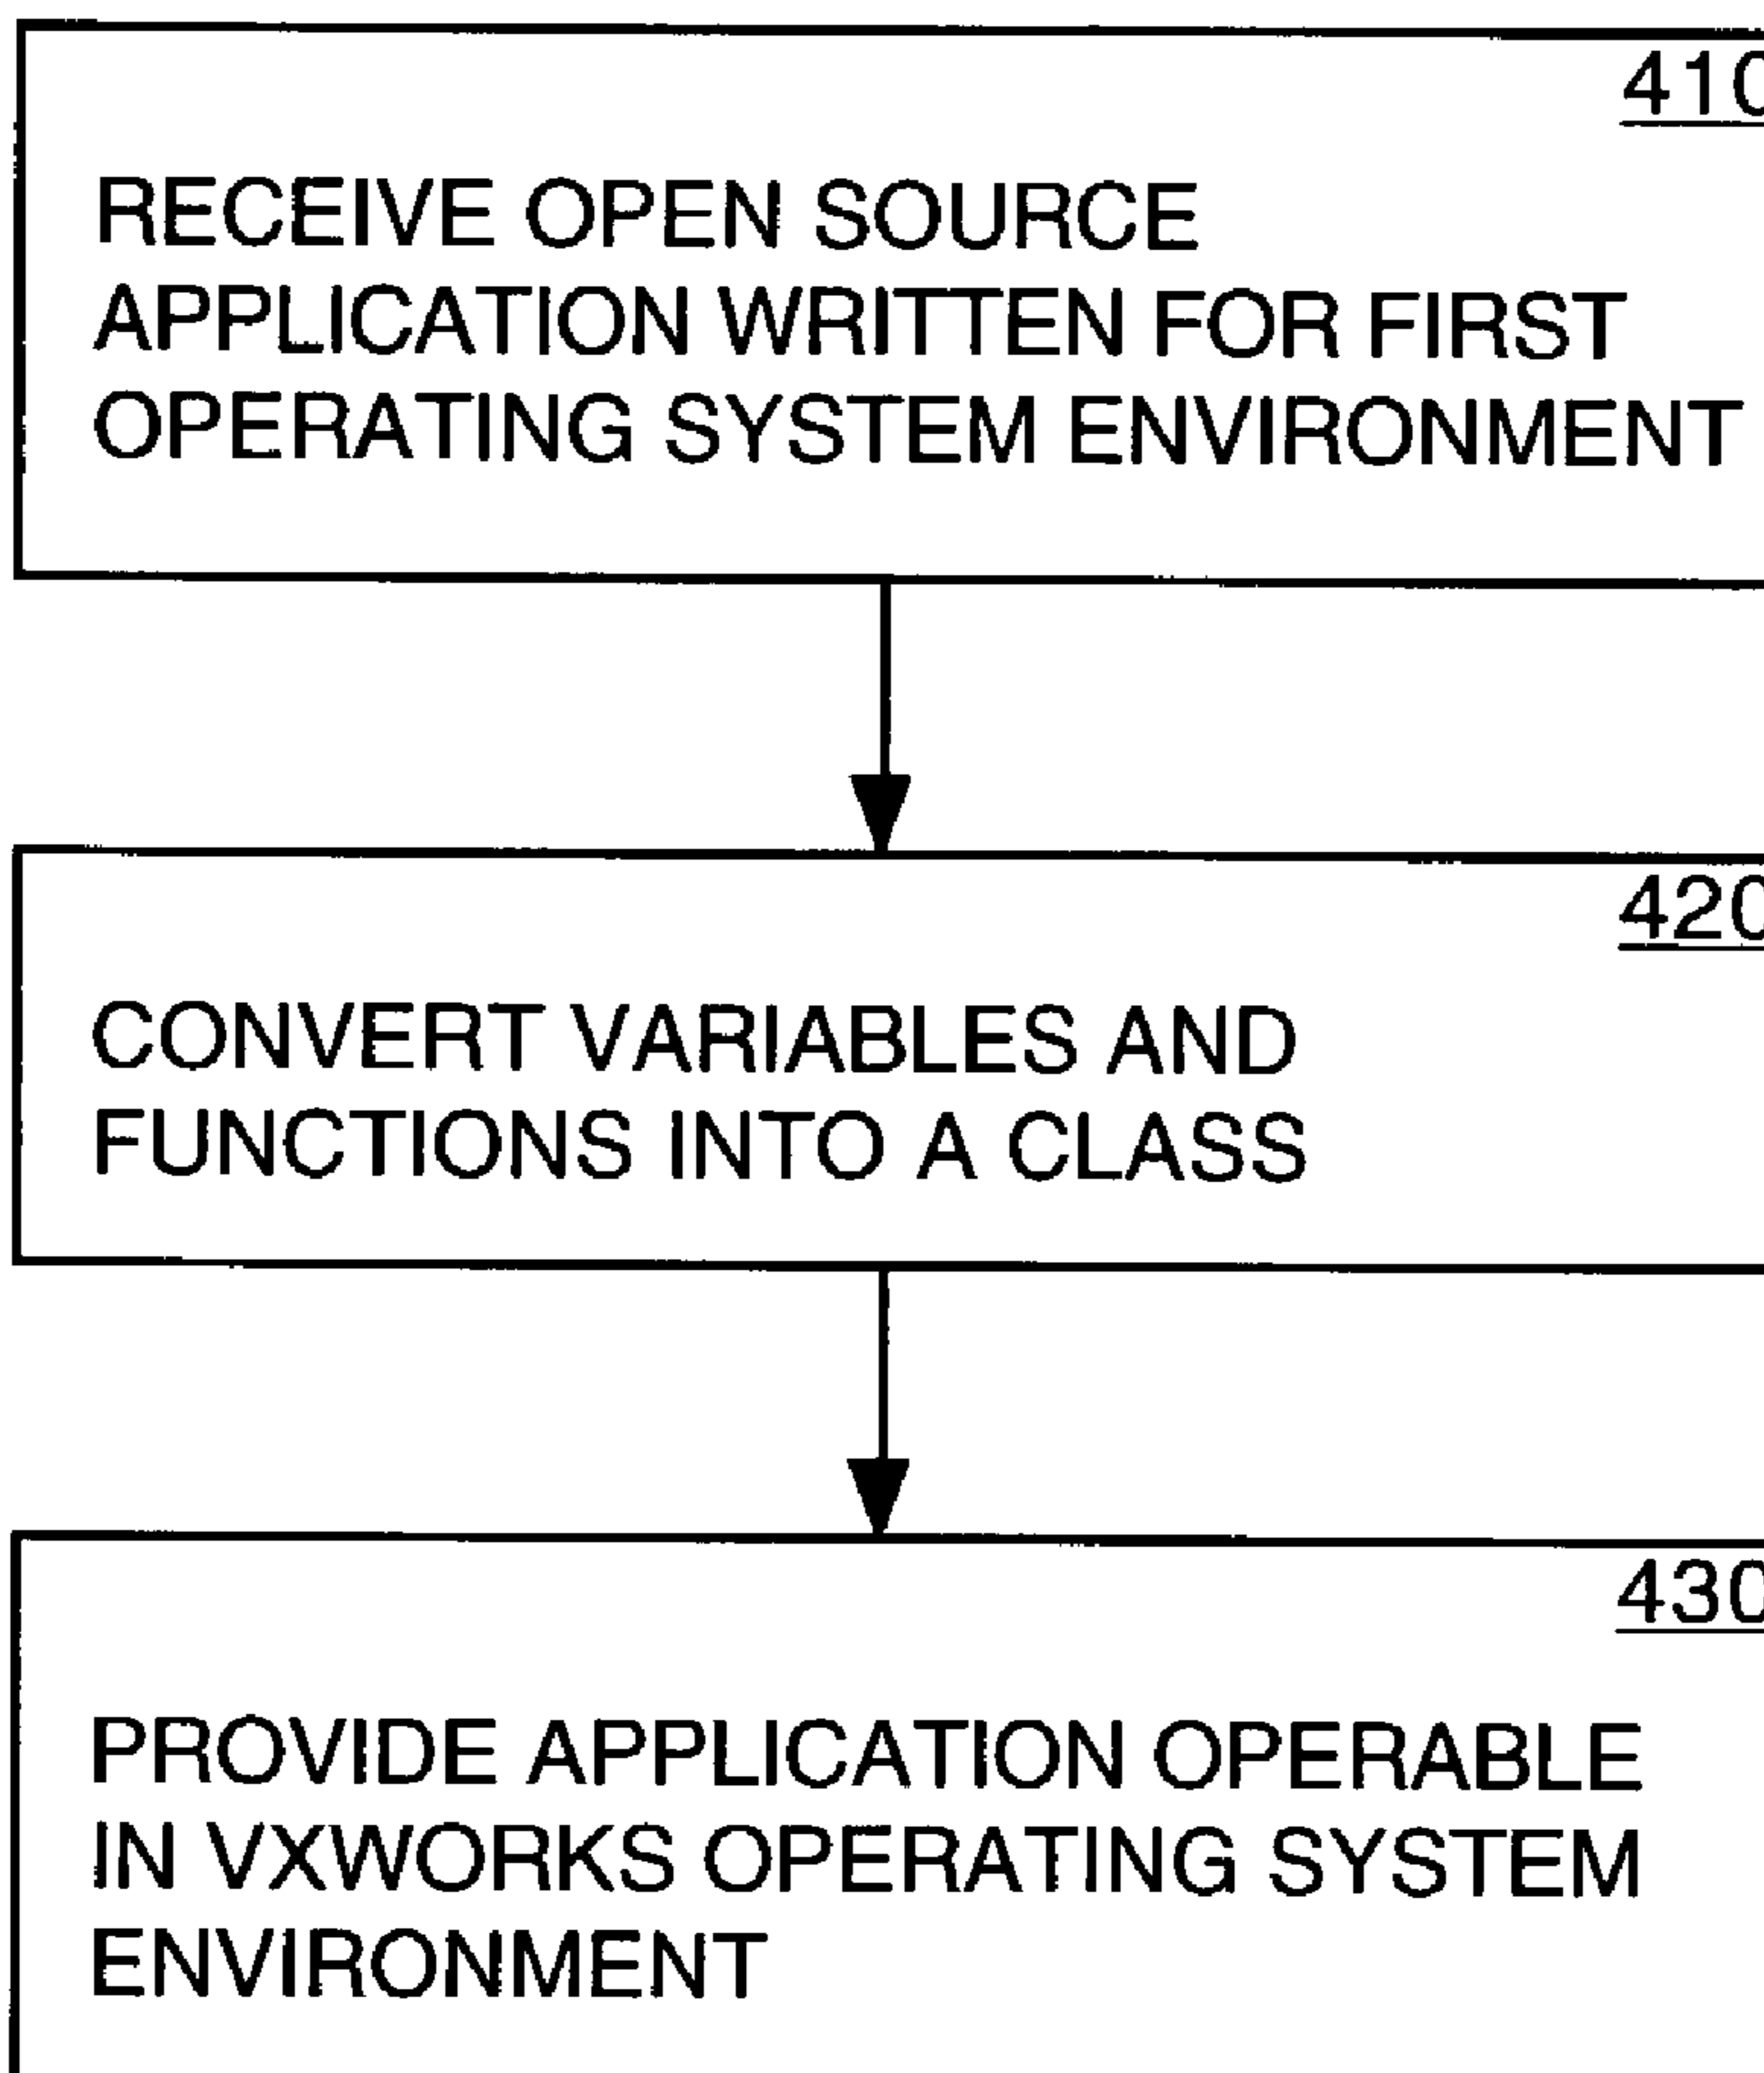 410
RECEIVE OPEN SOURCE
APPLICATION WRITTEN FOR FIRST
OPERATING SYSTEM ENVIRONMENT
420
CONVERT VARIABLES AND
FUNCTIONS INTO A CLASS
430
PROVIDE APPLICATION OPERABLE
IN VXWORKS OPERATING SYSTEM
ENVIRONMENT